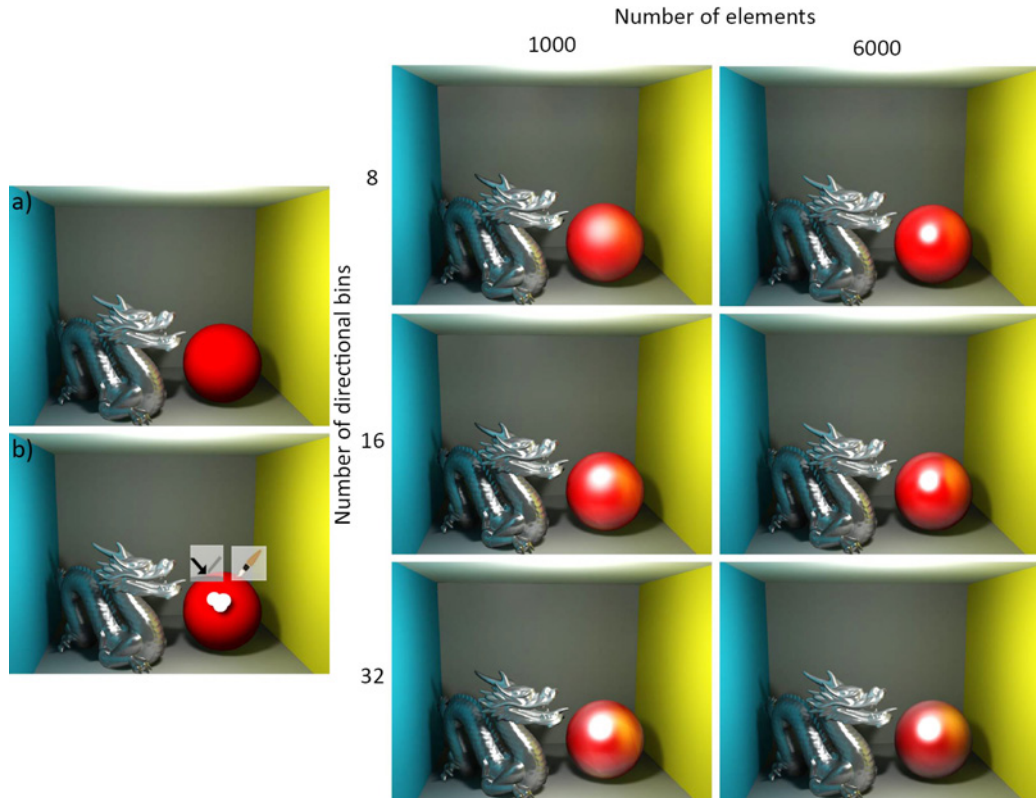 Number of elements
1000 6000
a)
b)
Number of directional bins
8
16
32